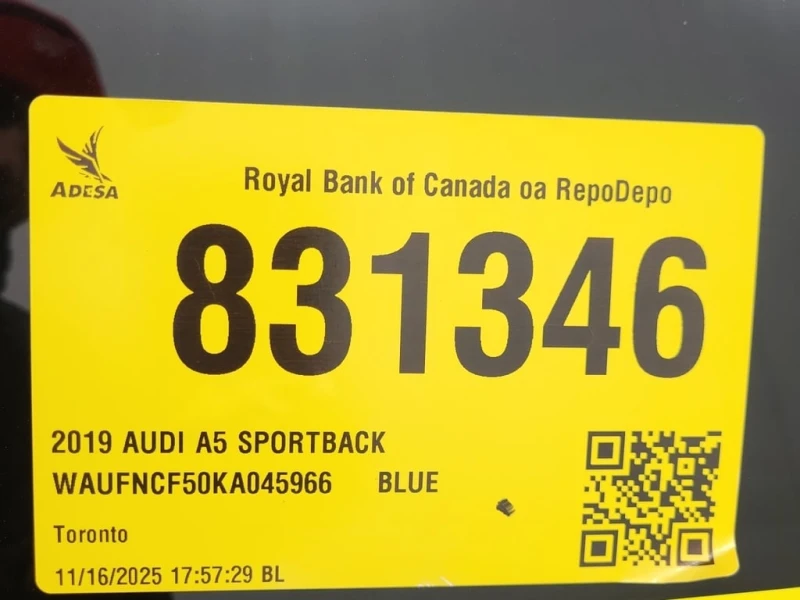 ADESA
Royal Bank of Canada oa RepoDepo
831346
2019 AUDI A5 SPORTBACK
WAUFNCF50KA045966 BLUE
Toronto
11/16/2025 17:57:29 BL